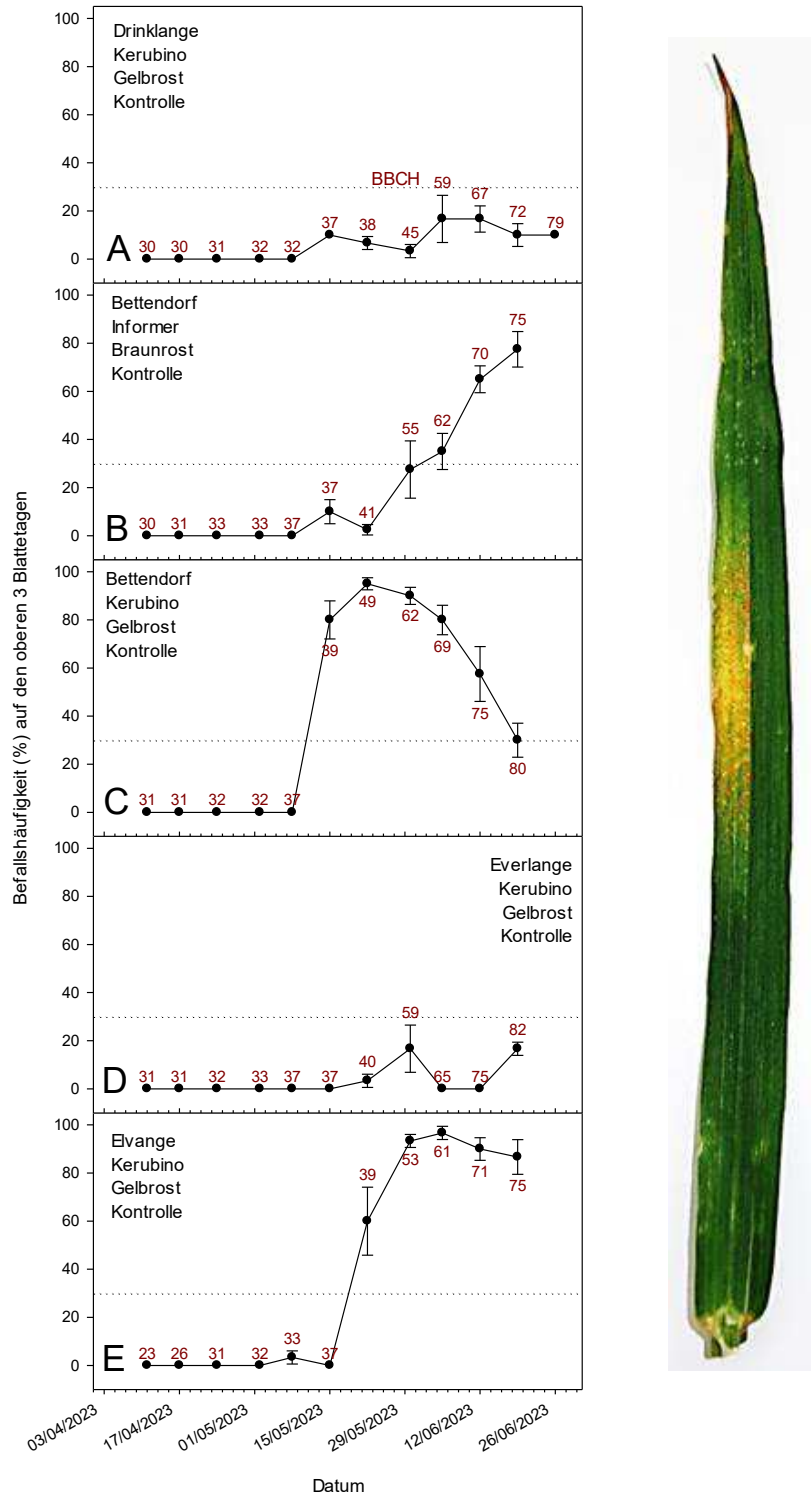 Befallshäufigkeit (%) auf den oberen 3 Blattetagen
Drinklange
Kerubino
Gelbrost
Kontrolle
100
80
60
40
20
0
BBCH
30 30 31 32 32 37 38 45 59 67 72 79
A
Bettendorf
Informer
Braunrost
Kontrolle
100
80
60
40
20
0
30 31 33 33 37 37 41 55 62 70 75
B
Bettendorf
Kerubino
Gelbrost
Kontrolle
100
80
60
40
20
0
31 31 32 32 37 39 49 62 69 75 80
C
Everlange
Kerubino
Gelbrost
Kontrolle
100
80
60
40
20
0
31 31 32 33 37 37 40 59 65 75 82
D
Elvange
Kerubino
Gelbrost
Kontrolle
100
80
60
40
20
0
23 26 31 32 33 37 39 53 61 71 75
E
03/04/2023 17/04/2023 01/05/2023 15/05/2023 29/05/2023 12/06/2023 26/06/2023
Datum